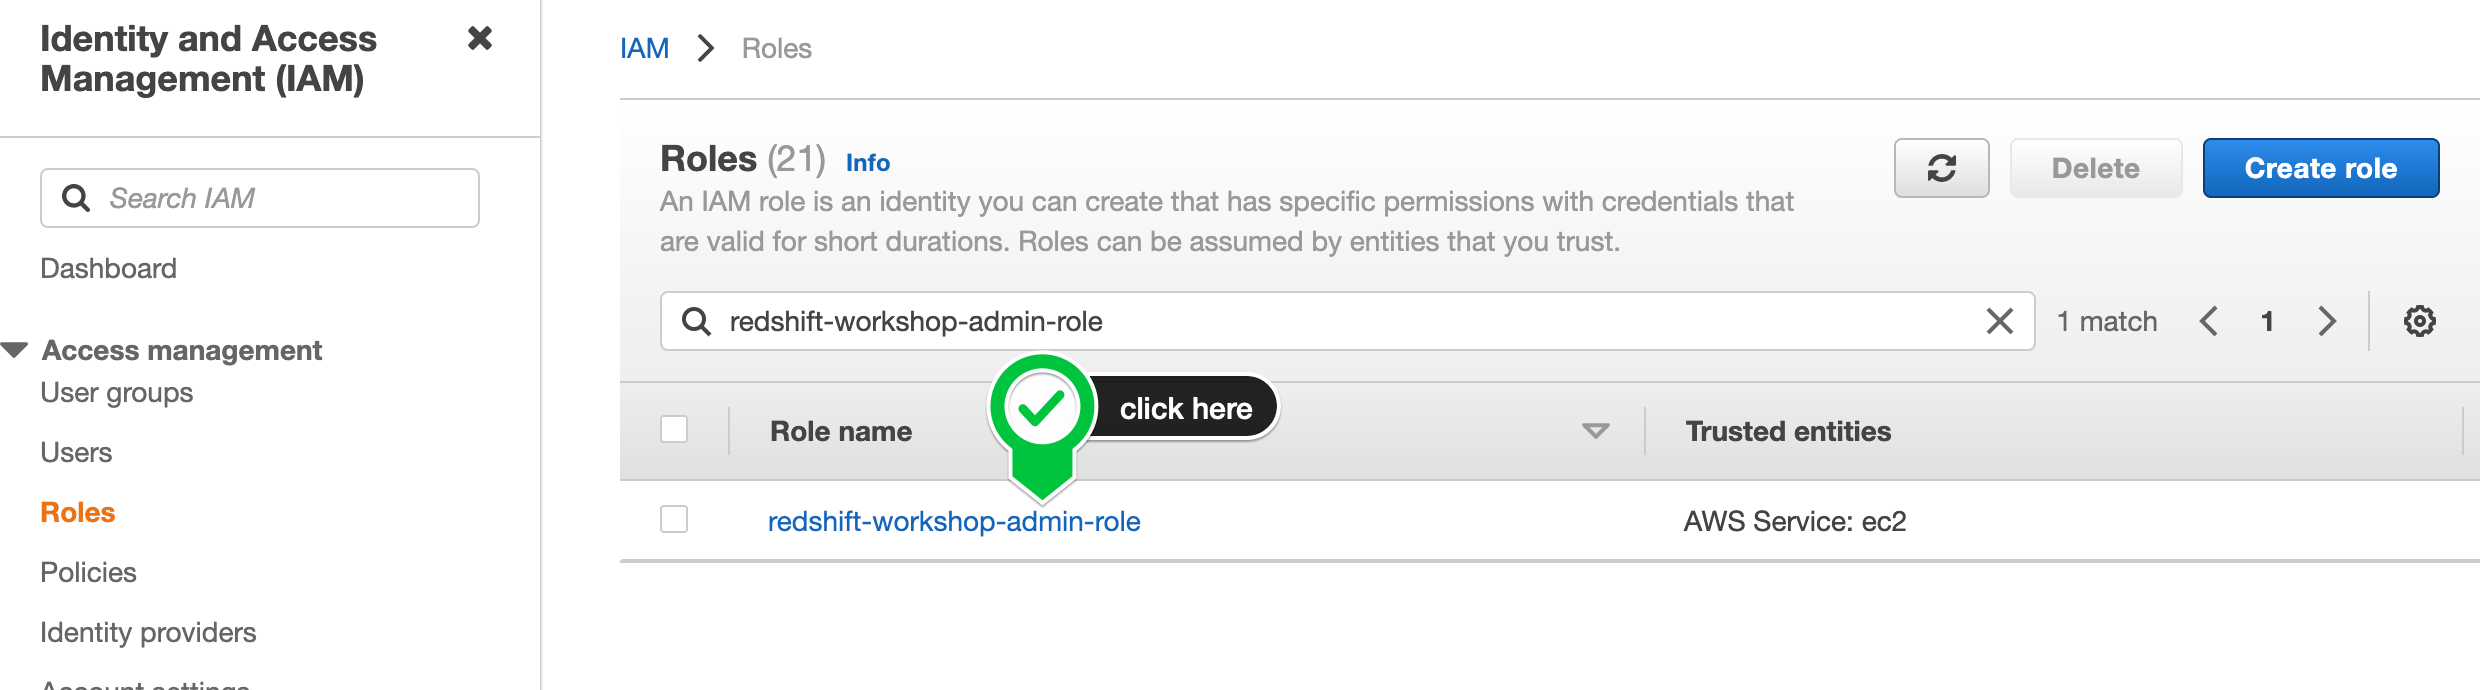 Identity and Access
Management (IAM)
Search IAM
Dashboard
Access management
User groups
Users
Roles
Policies
Identity providers
Account settings
IAM > Roles
Roles (21) Info
An IAM role is an identity you can create that has specific permissions with credentials that
are valid for short durations. Roles can be assumed by entities that you trust.
Delete
Create role
redshift-workshop-admin-role
1 match
1
click here
Role name
Trusted entities
redshift-workshop-admin-role
AWS Service: ec2